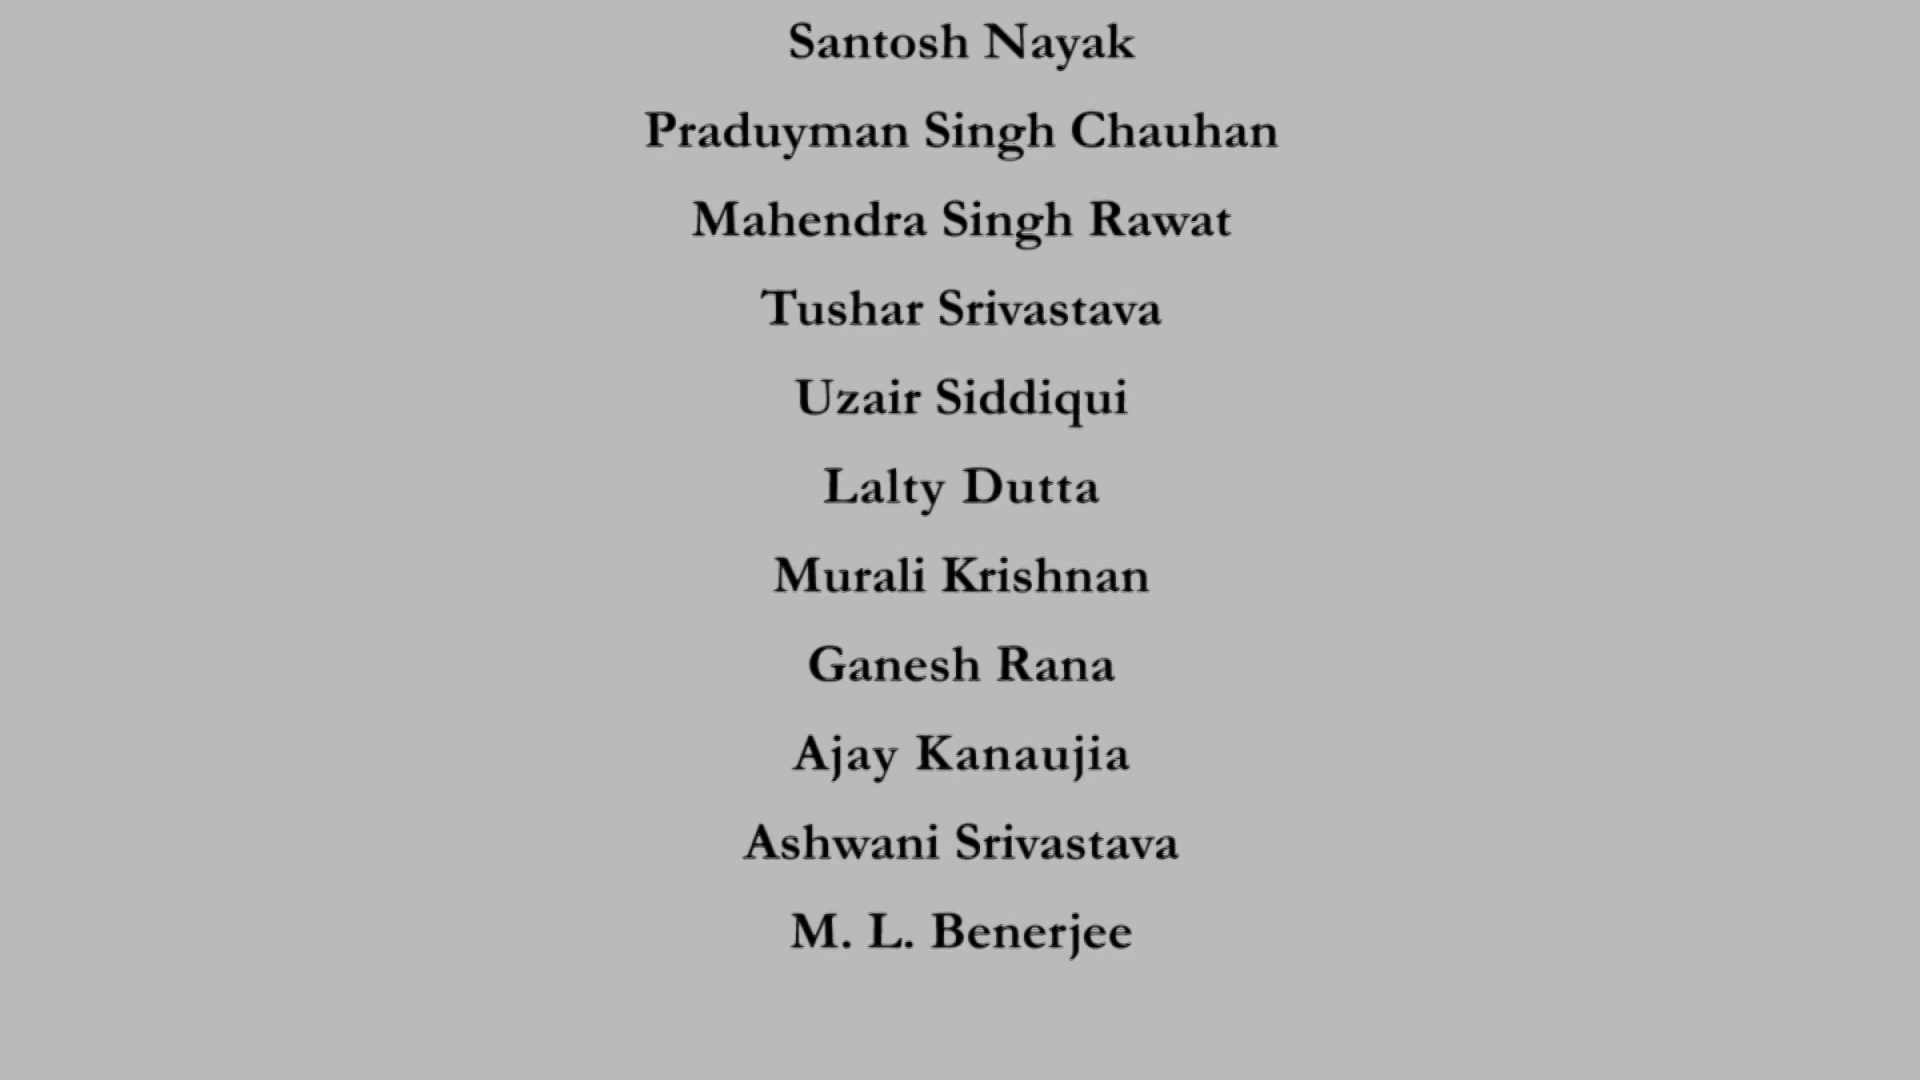 Santosh Nayak
Praduyman Singh Chauhan
Mahendra Singh Rawat
Tushar Srivastava
Uzair Siddiqui
Lalty Dutta
Murali Krishnan
Ganesh Rana
Ajay Kanaujia
Ashwani Srivastava
M. L. Benerjee